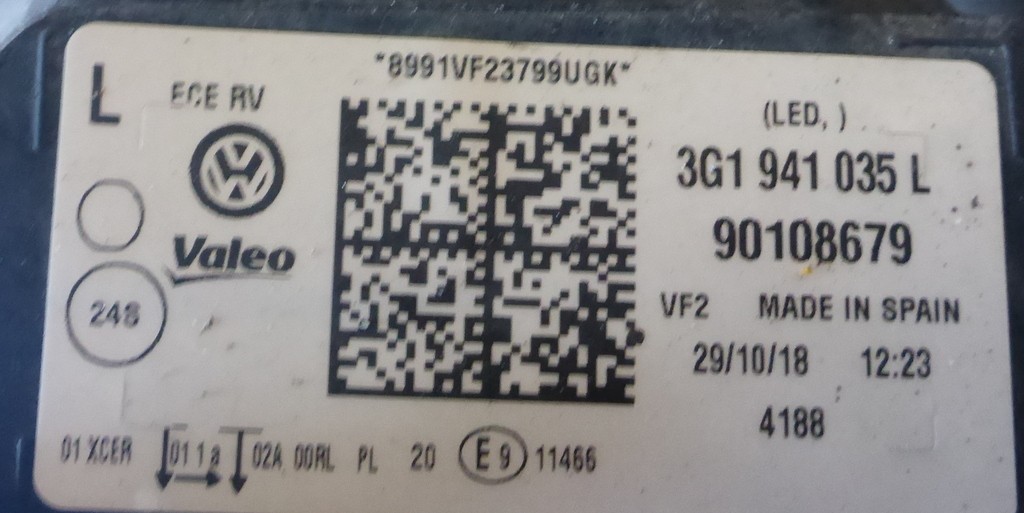 *8991VF23799UGK*
L
ECE RV
(LED, )
3G1 941 035 L
Valeo
90108679
248
VF2 MADE IN SPAIN
29/10/18 12:23
4188
01 XCER 01 1a 02A 00RL PL 20 E 9 11466